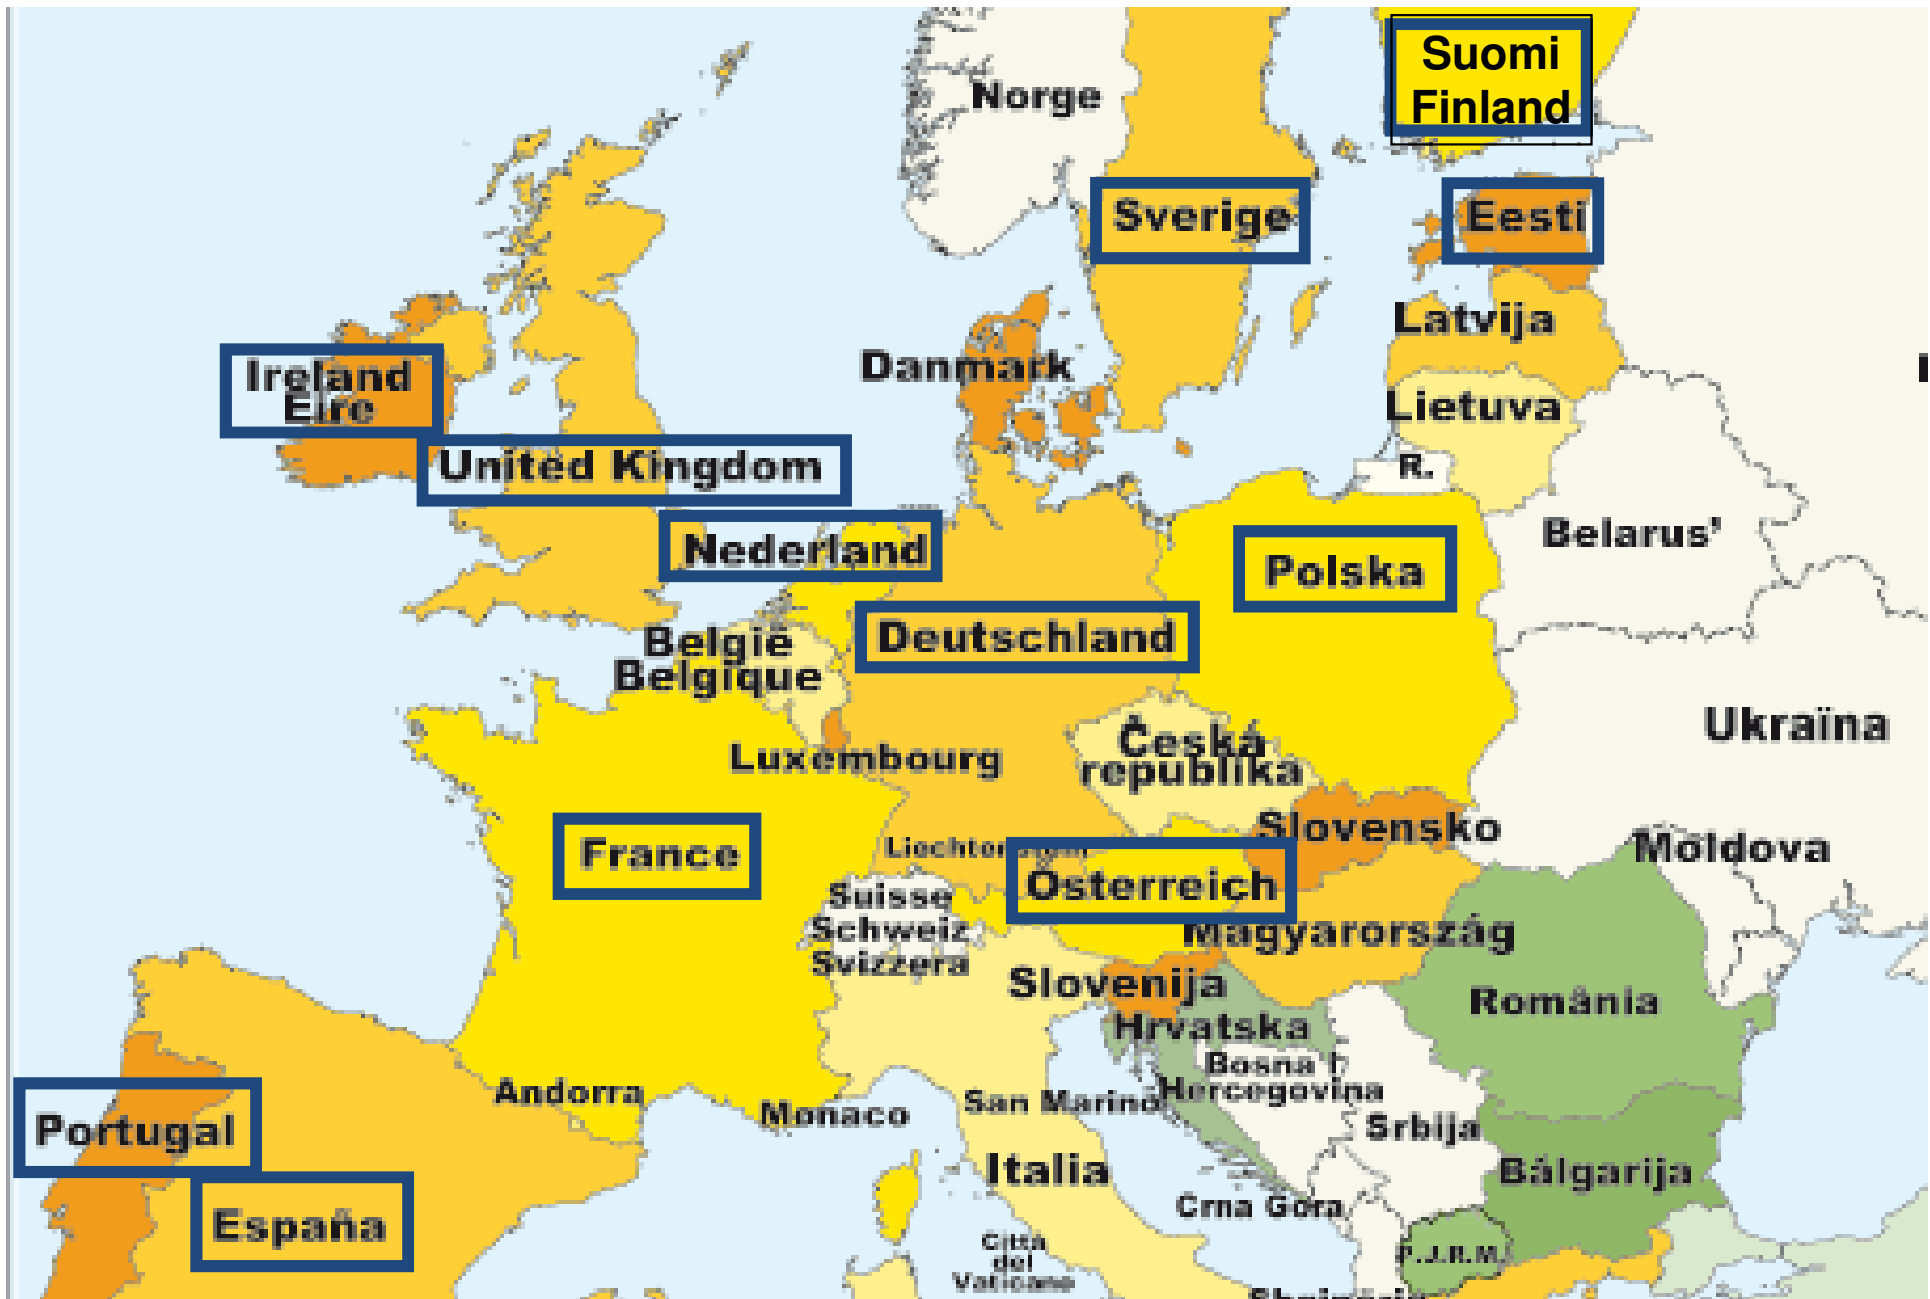 Suomi
Finland
Norge
Sverige
Eesti
Latvija
Danmark
Ireland
Eire
Lietuva
United Kingdom
R.
Nederland
Belarus'
Polska
België
Belgique
Deutschland
Česká
republika
Ukraïna
Luxembourg
Slovensko
France
Moldova
Österreich
Suisse
Schweiz
Svizzera
Magyarország
Slovenija
România
Hrvatska
Bosna i
Hercegovina
Andorra
San Marino
Monaco
Srbija
Portugal
Italia
Bâlgarija
Crna Gora
España
Città
del
Vaticano
P.J.R.M.